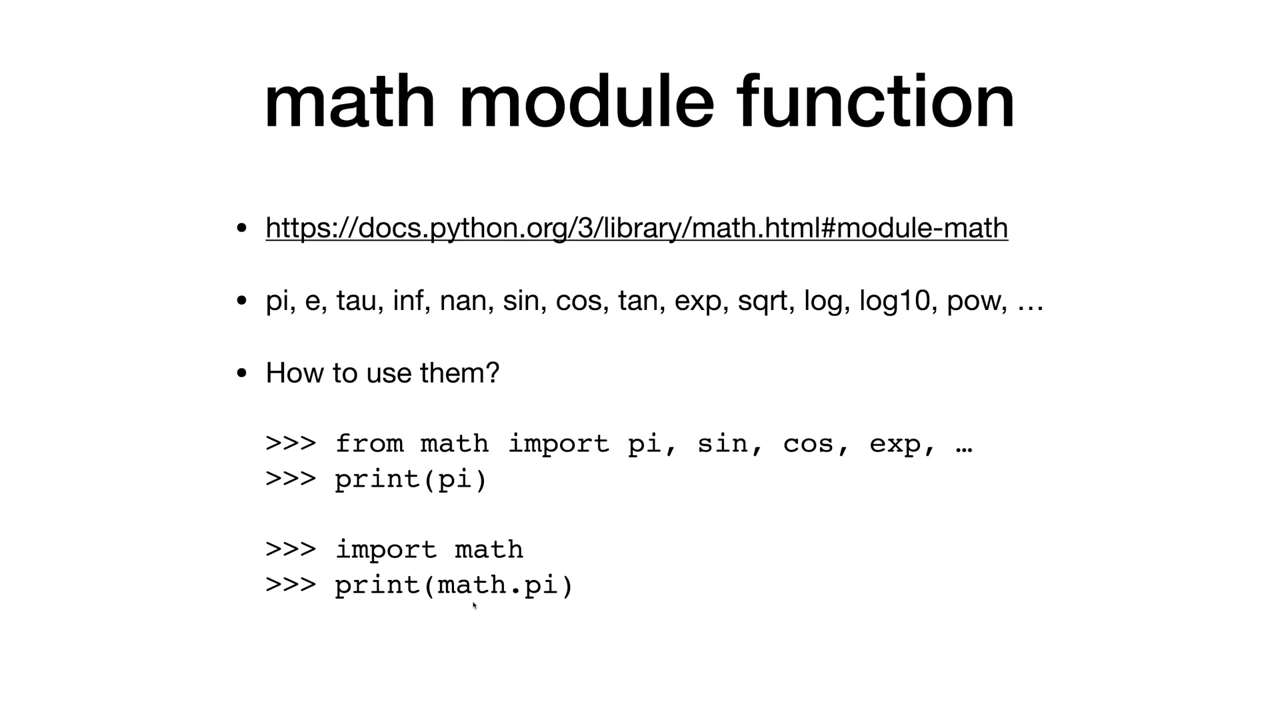 math module function
• https://docs.python.org/3/library/math.html#module-math
• pi, e, tau, inf, nan, sin, cos, tan, exp, sqrt, log, log10, pow, …
• How to use them?
>>> from math import pi, sin, cos, exp, …
>>> print(pi)
>>> import math
>>> print(math.pi)